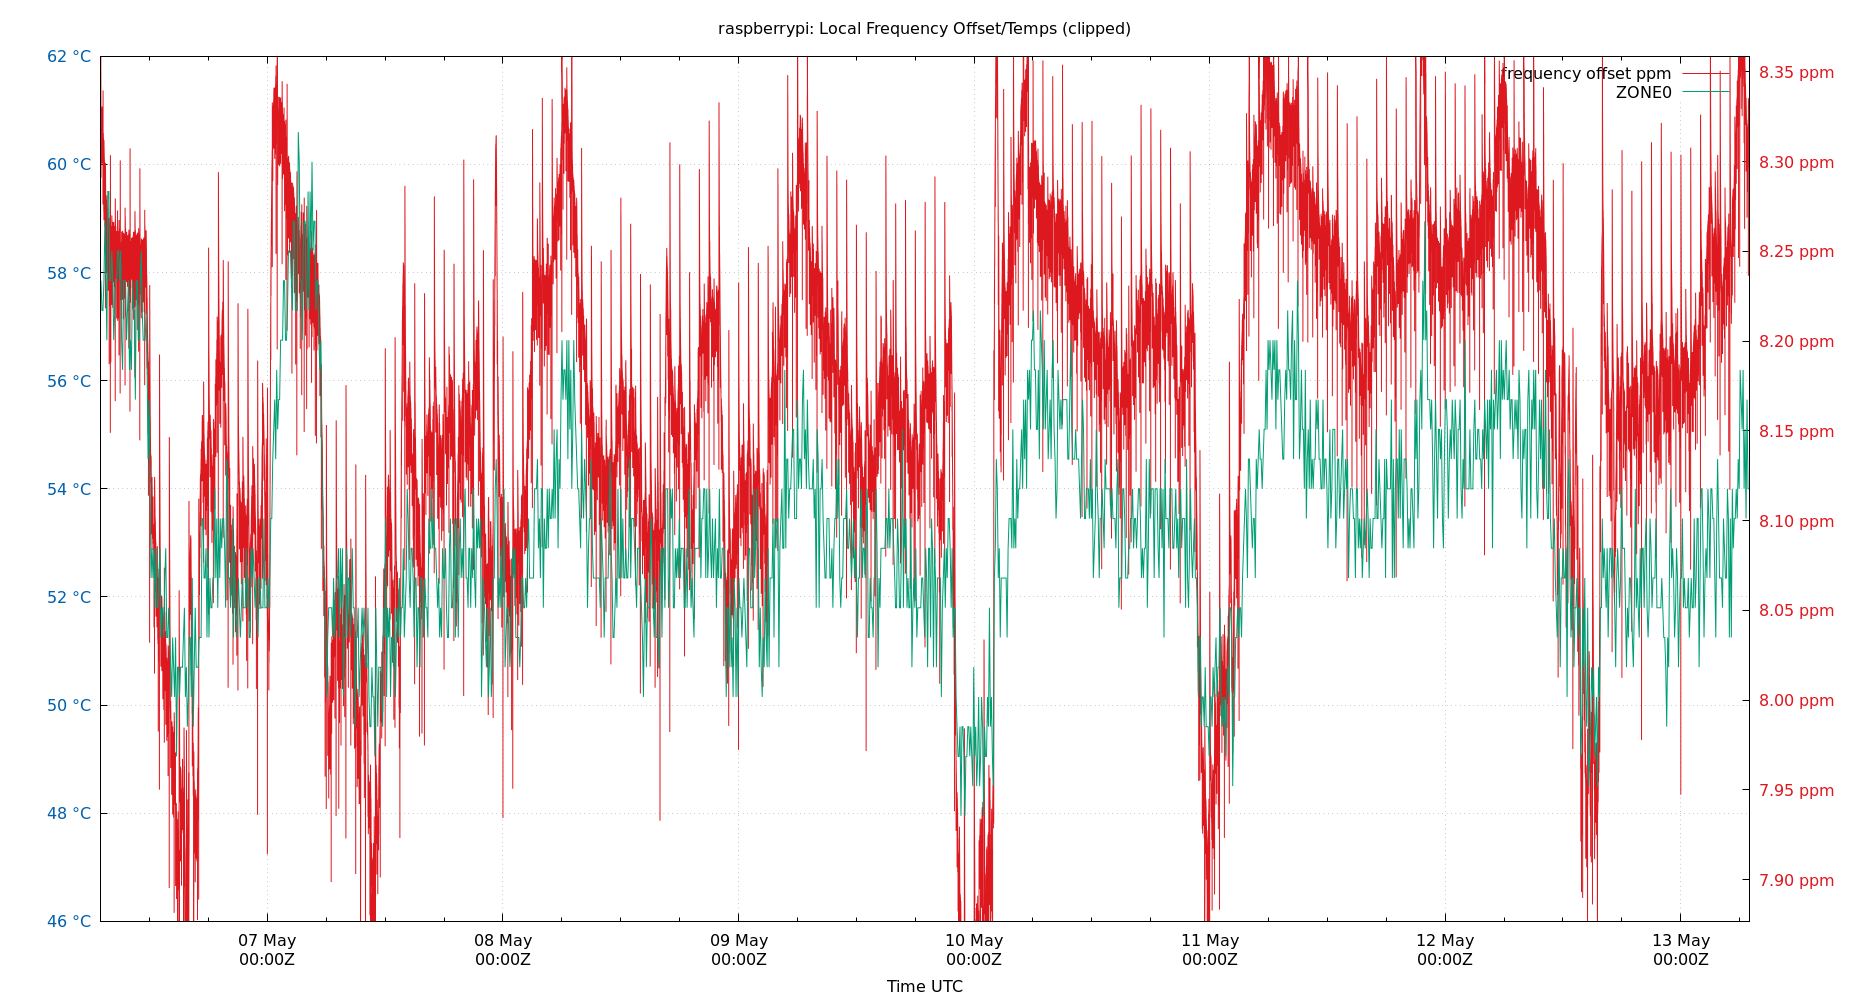 raspberrypi: Local Frequency Offset/Temps (clipped)
62 °C
60 °C
58 °C
56 °C
54 °C
52 °C
50 °C
48 °C
46 °C
frequency offset ppm
ZONE0
8.35 ppm
8.30 ppm
8.25 ppm
8.20 ppm
8.15 ppm
8.10 ppm
8.05 ppm
8.00 ppm
7.95 ppm
7.90 ppm
07 May
00:00Z
08 May
00:00Z
09 May
00:00Z
10 May
00:00Z
11 May
00:00Z
12 May
00:00Z
13 May
00:00Z
Time UTC